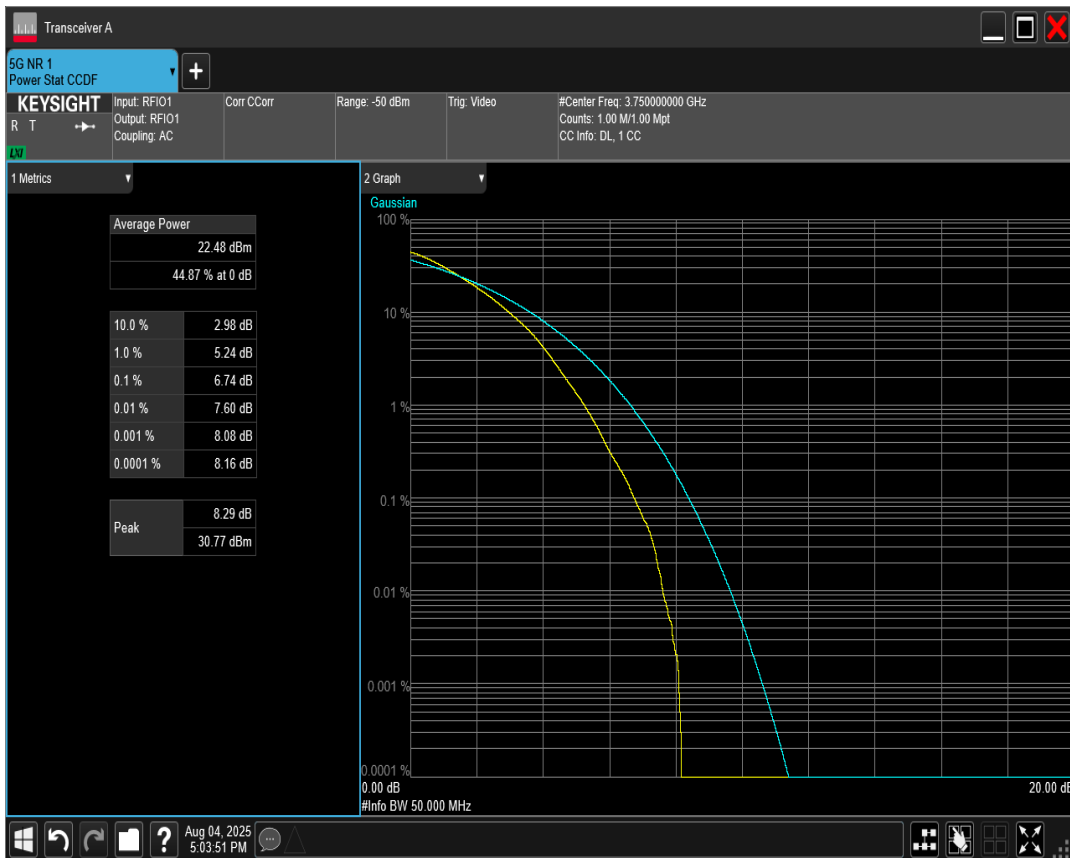 Transceiver A
5G NR 1
Power Stat CCDF
+
KEYSIGHT
R T
LXI
Input: RFIO1
Output: RFIO1
Coupling: AC
Corr CCorr
Range: -50 dBm
Trig: Video
#Center Freq: 3.750000000 GHz
Counts: 1.00 M/1.00 Mpt
CC Info: DL, 1 CC
1 Metrics
Average Power
22.48 dBm
44.87 % at 0 dB
10.0 % 2.98 dB
1.0 % 5.24 dB
0.1 % 6.74 dB
0.01 % 7.60 dB
0.001 % 8.08 dB
0.0001 % 8.16 dB
Peak
8.29 dB
30.77 dBm
2 Graph
Gaussian
100 %
10 %
1 %
0.1 %
0.01 %
0.001 %
0.0001 %
0.00 dB 20.00 dB
#Info BW 50.000 MHz
?
Aug 04, 2025
5:03:51 PM